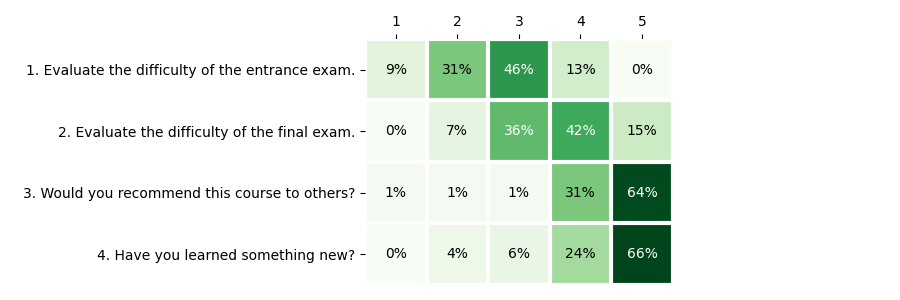 1 2 3 4 5
1. Evaluate the difficulty of the entrance exam. 9% 31% 46% 13% 0%
2. Evaluate the difficulty of the final exam. 0% 7% 36% 42% 15%
3. Would you recommend this course to others? 1% 1% 1% 31% 64%
4. Have you learned something new? 0% 4% 6% 24% 66%